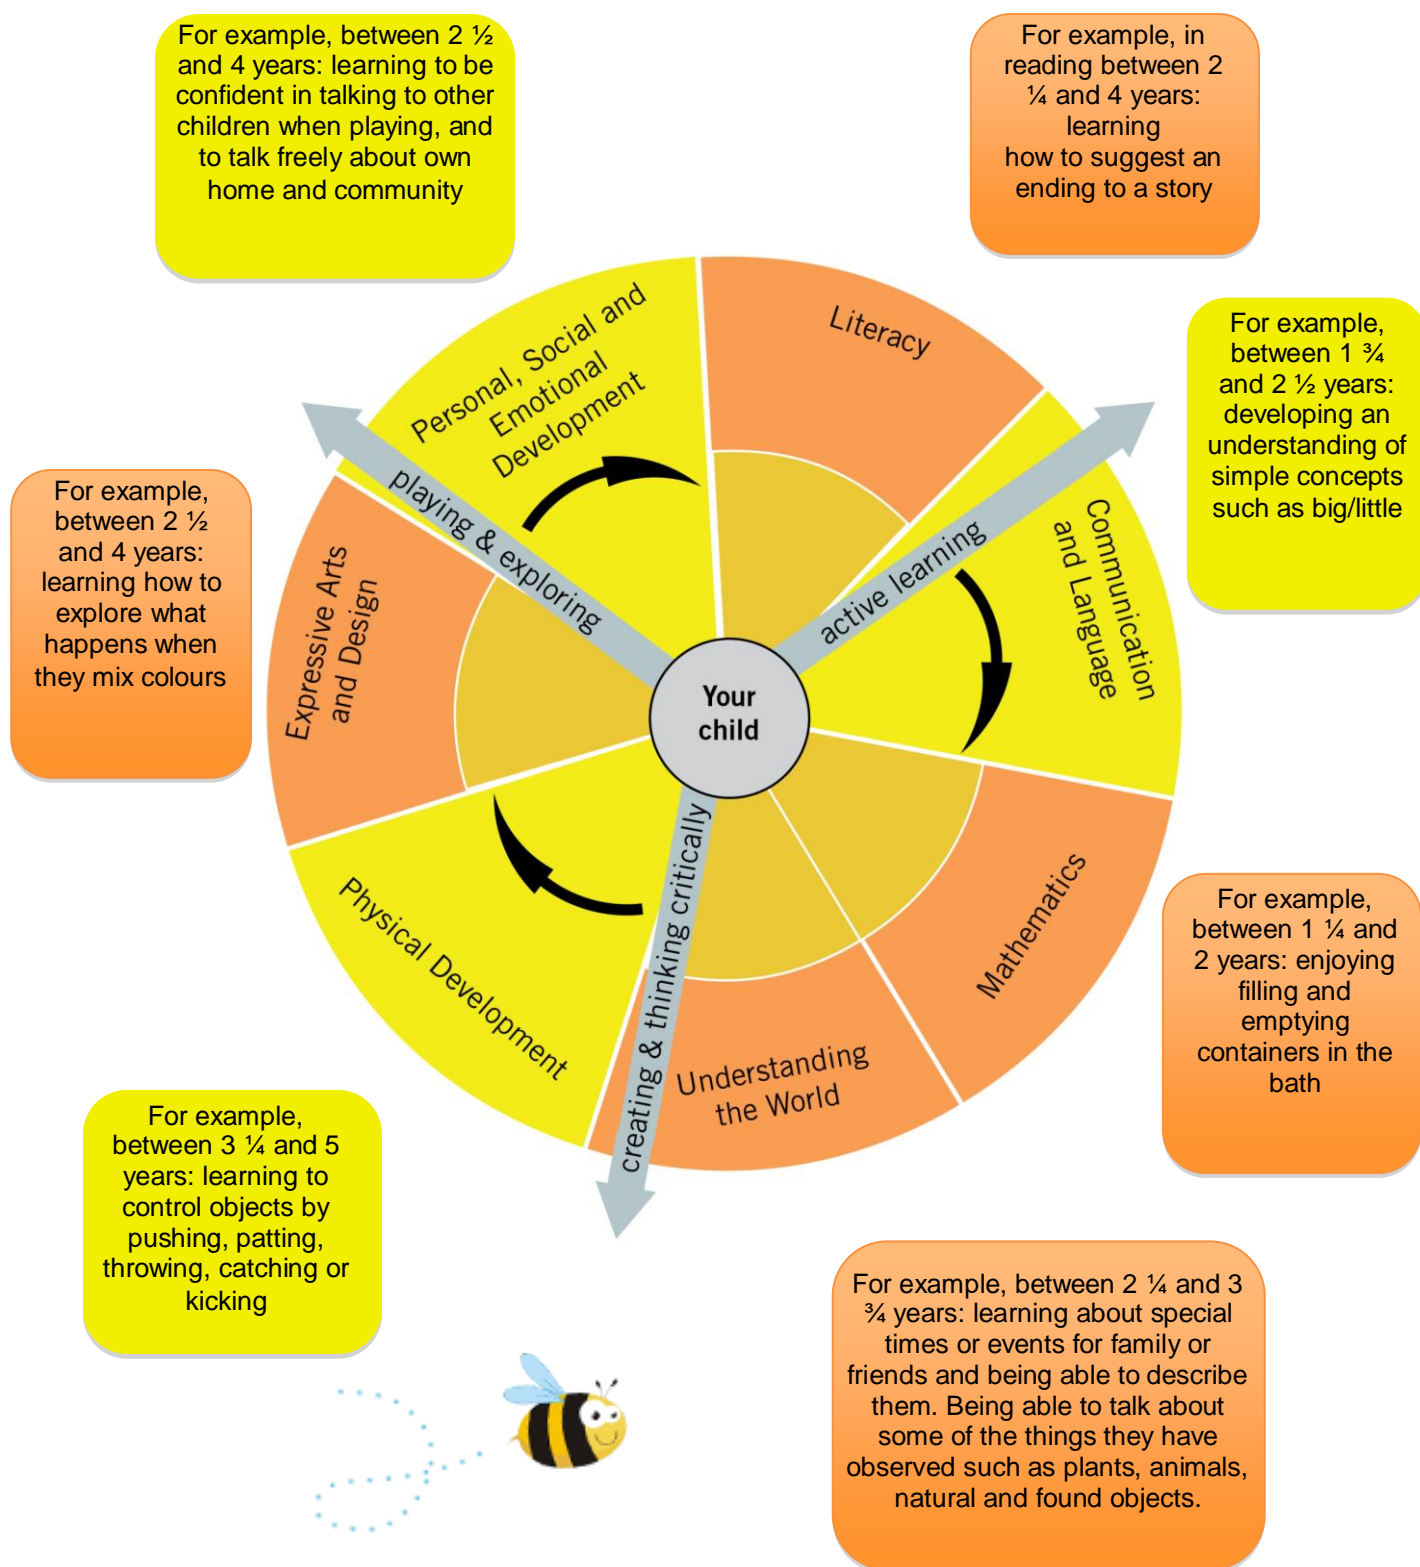 For example, between 2 ½
and 4 years: learning to be
confident in talking to other
children when playing, and
to talk freely about own
home and community
For example, in
reading between 2
¼ and 4 years:
learning
how to suggest an
ending to a story
For example,
between 1 ¾
and 2 ½ years:
developing an
understanding of
simple concepts
such as big/little
For example,
between 2 ½
and 4 years:
learning how to
explore what
happens when
they mix colours
Personal, Social and
Emotional
Development
Literacy
Communication
and Language
playing & exploring
active learning
Expressive Arts
and Design
Your
child
creating & thinking critically
Physical Development
Mathematics
Understanding
the World
For example,
between 1 ¼ and
2 years: enjoying
filling and
emptying
containers in the
bath
For example,
between 3 ¼ and 5
years: learning to
control objects by
pushing, patting,
throwing, catching or
kicking
For example, between 2 ¼ and 3
¾ years: learning about special
times or events for family or
friends and being able to describe
them. Being able to talk about
some of the things they have
observed such as plants, animals,
natural and found objects.